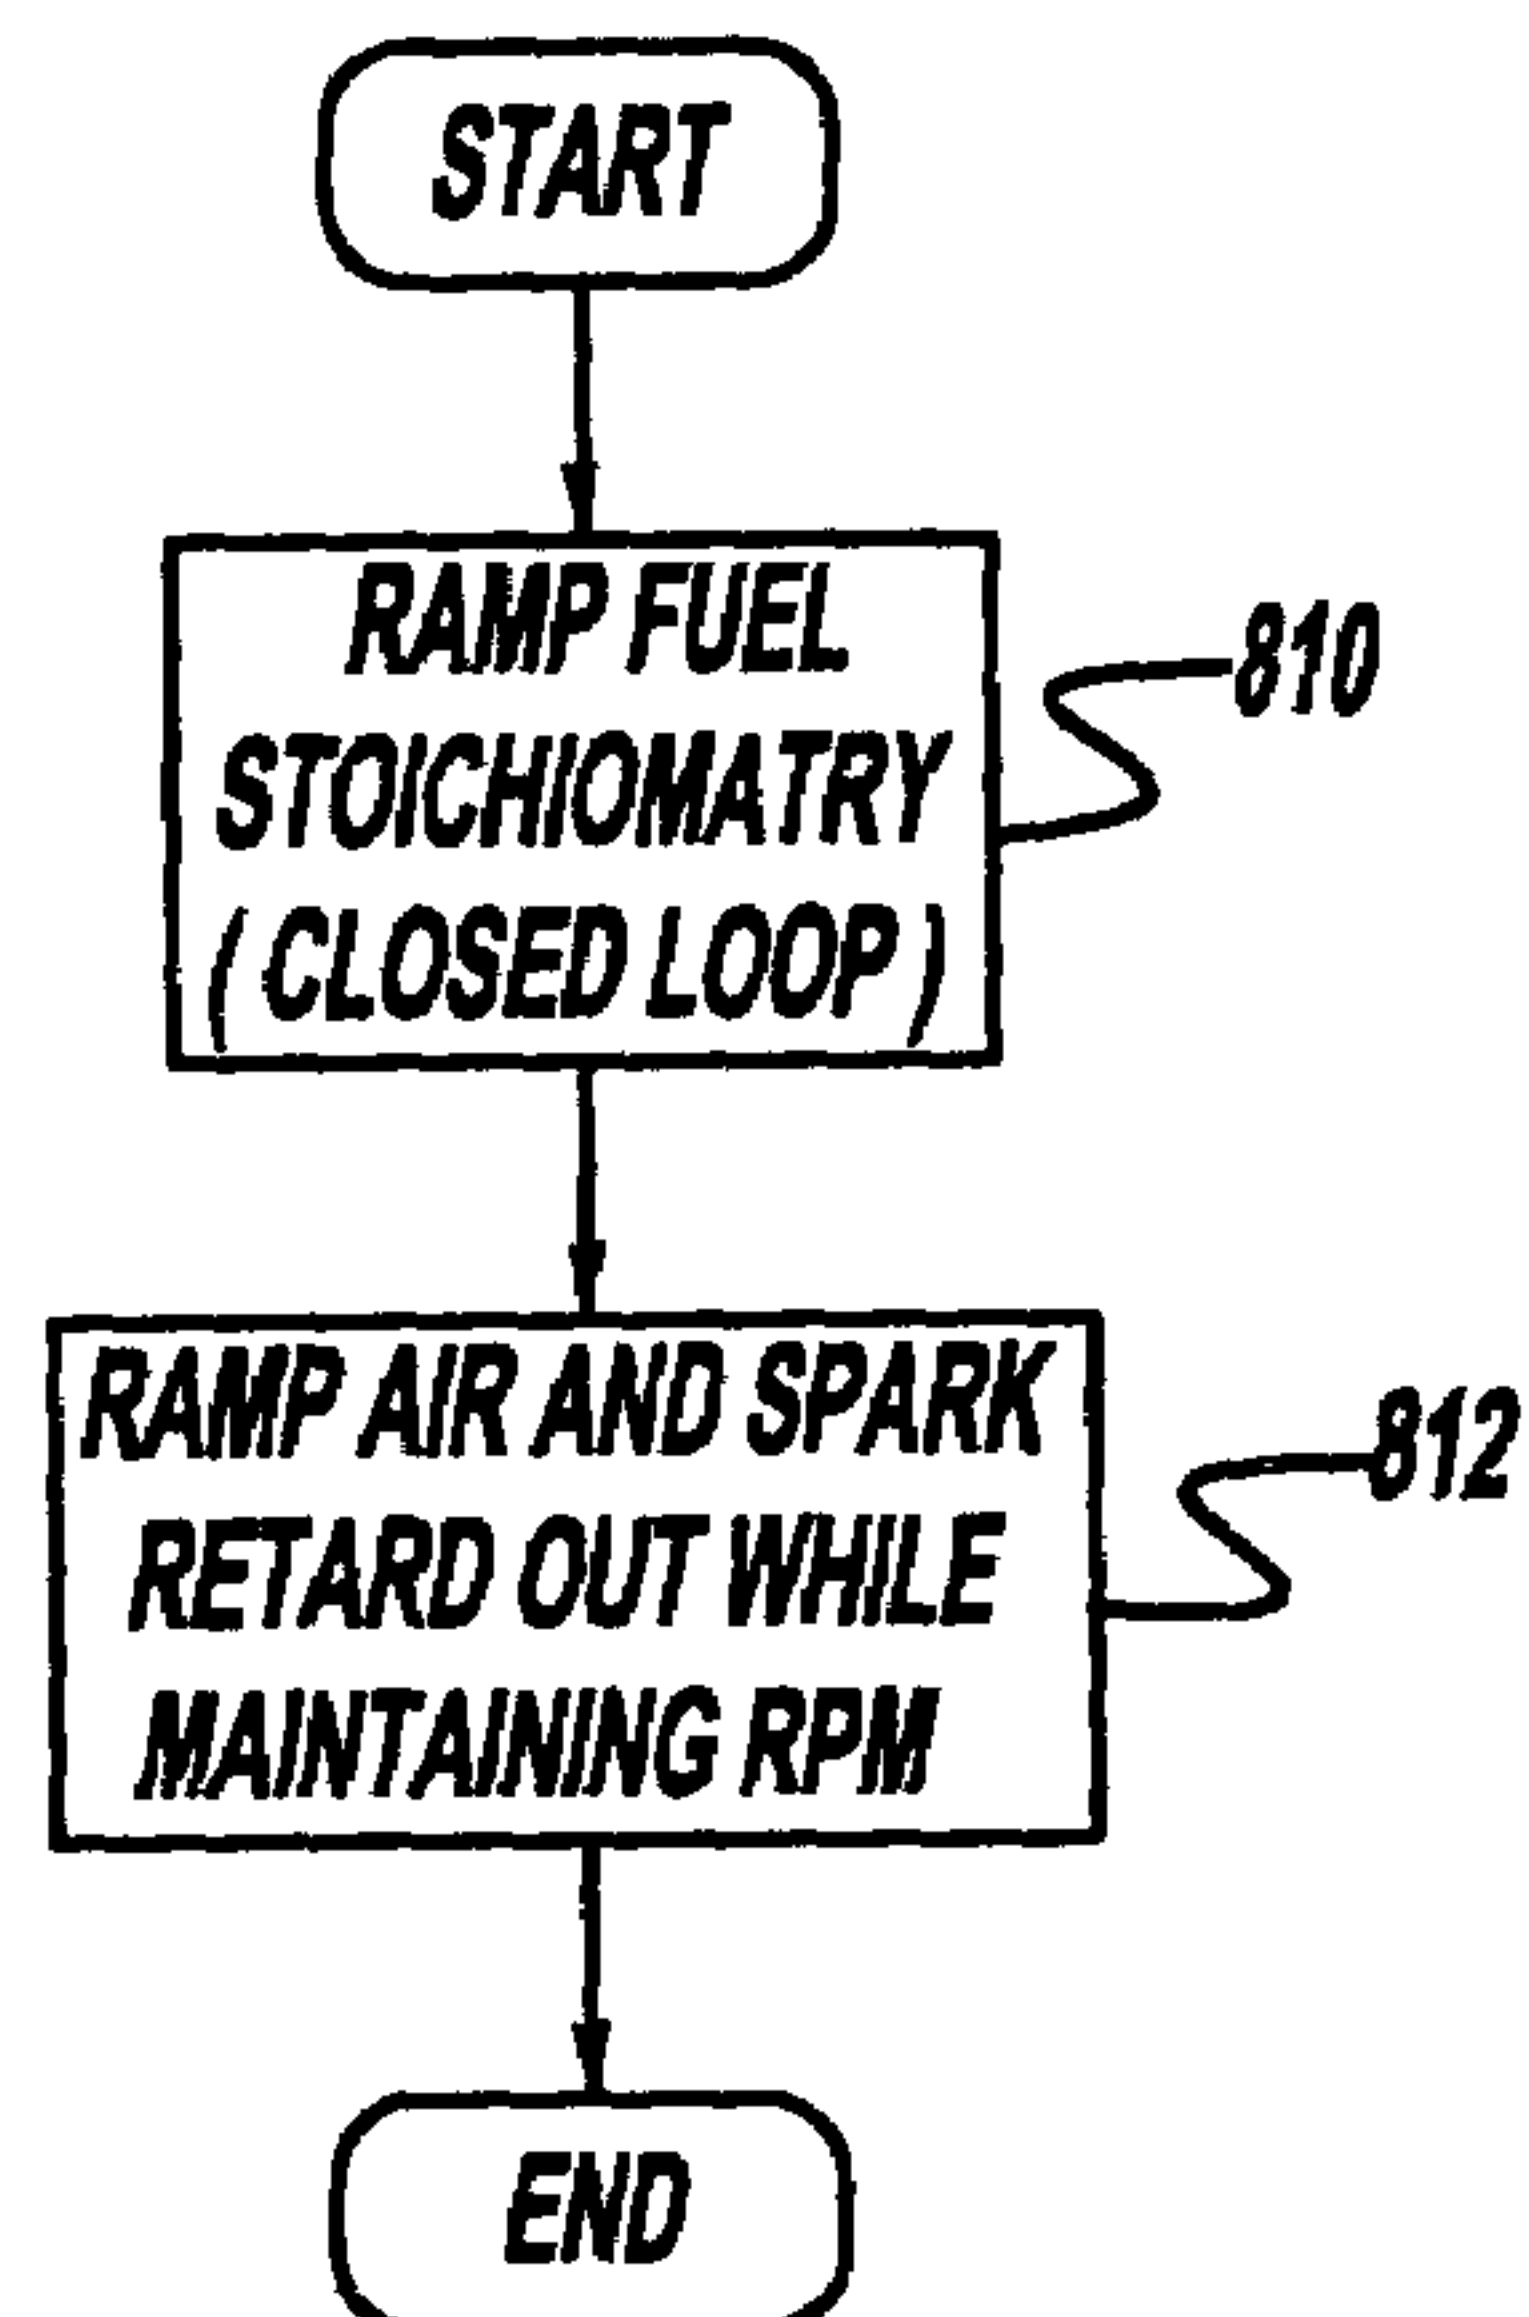 START
RAMP FUEL
STOICHIOMATRY
( CLOSED LOOP )
810
RAMP AIR AND SPARK
RETARD OUT WHILE
MAINTAINING RPM
812
END